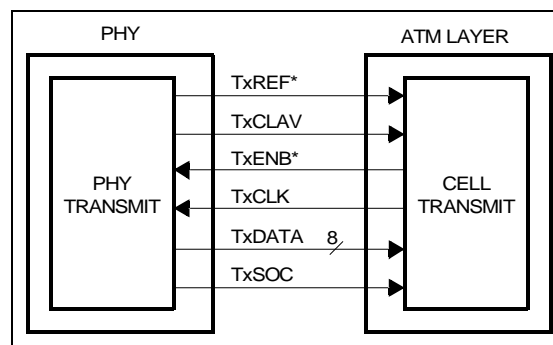 PHY
ATM LAYER
TxREF*
TxCLAV
TxENB*
PHY
TRANSMIT
CELL
TRANSMIT
TxCLK
TxDATA 8
TxSOC